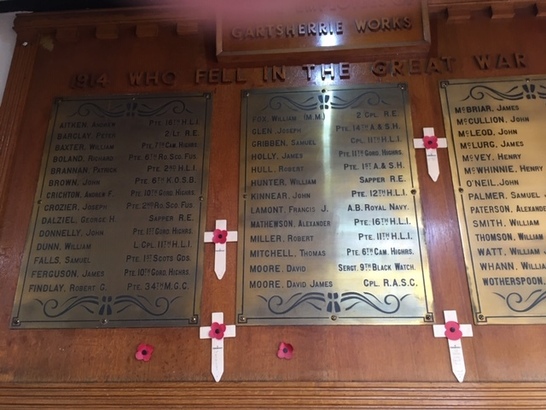 GARTSHERRIE WORKS
1914 WHO FELL IN THE GREAT WAR
AITKEN, ANDREW PTE. 16TH H.L.I.
BARCLAY, PETER 2 LT. R.E.
BAXTER, WILLIAM PTE. 7TH CAM HIGHRS.
BOLAND, RICHARD PTE. 6TH RO. SCO. FUS.
BRANNAN, PATRICK PTE. 2ND H.L.I.
BROWN, JOHN PTE. 6TH K.O.S.B.
CRICHTON, ANDREW F. PTE. 10TH GORD. HIGHRS.
CROZIER, JOSEPH PTE. 2ND RO. SCO. FUS.
DALZIEL, GEORGE H. SAPPER R.E.
DONNELLY, JOHN PTE. 1ST GORD. HIGHRS.
DUNN, WILLIAM L. CPL. 11TH H.L.I.
FALLS, SAMUEL PTE. 1ST SCOTS GDS.
FERGUSON, JAMES PTE. 10TH GORD. HIGHRS.
FINDLAY, ROBERT G. PTE. 34TH M.G.C.
FOX, WILLIAM (M.M.) 2 CPL. R.E.
GLEN, JOSEPH PTE. 14TH A. & S.H.
GRIBBEN, SAMUEL CPL. 11TH H.L.I.
HOLLY, JAMES PTE. 11TH GORD. HIGHRS.
HULL, ROBERT PTE. 1ST A. & S.H.
HUNTER, WILLIAM SAPPER R.E.
KINNEAR, JOHN PTE. 12TH H.L.I.
LAMONT, FRANCIS J. A.B. ROYAL NAVY.
MATHEWSON, ALEXANDER PTE. 16TH H.L.I.
MILLER, ROBERT PTE. 11TH H.L.I.
MITCHELL, THOMAS PTE. 6TH CAM. HIGHRS.
MOORE, DAVID SERGT. 9TH BLACK WATCH.
MOORE, DAVID JAMES CPL. R.A.S.C.
MCBRIAR, JAMES
MCCULLION, JOHN
MCLEOD, JOHN
MCLURG, JAMES
MCVEY, HENRY
MCWHINNIE, HENRY
O'NEIL, JOHN
PALMER, SAMUEL
PATERSON, ALEXANDER
SMITH, WILLIAM
THOMSON, WILLIAM
WATT, WILLIAM
WHANN, WILLIAM
WOTHERSPOON,